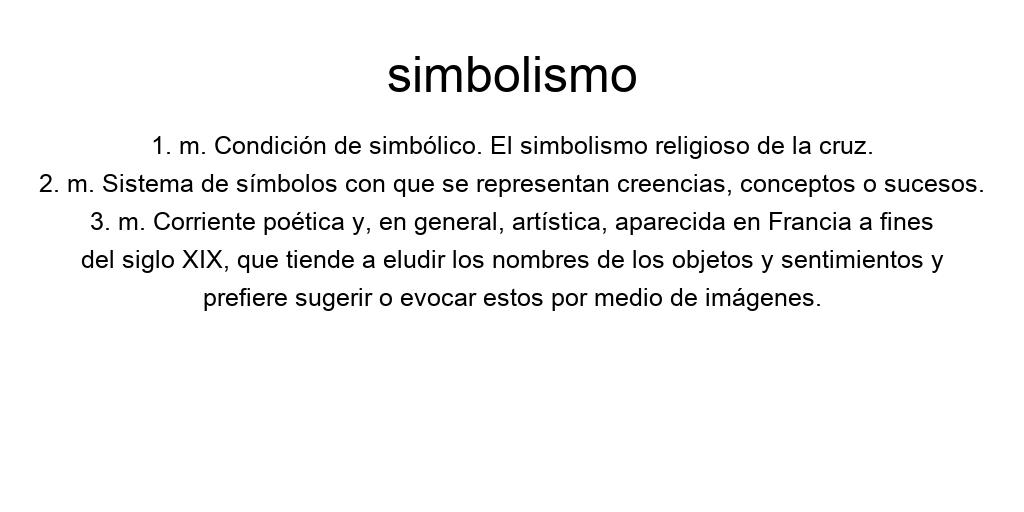 simbolismo
1. m. Condición de simbólico. El simbolismo religioso de la cruz.
2. m. Sistema de símbolos con que se representan creencias, conceptos o sucesos.
3. m. Corriente poética y, en general, artística, aparecida en Francia a fines
del siglo XIX, que tiende a eludir los nombres de los objetos y sentimientos y
prefiere sugerir o evocar estos por medio de imágenes.